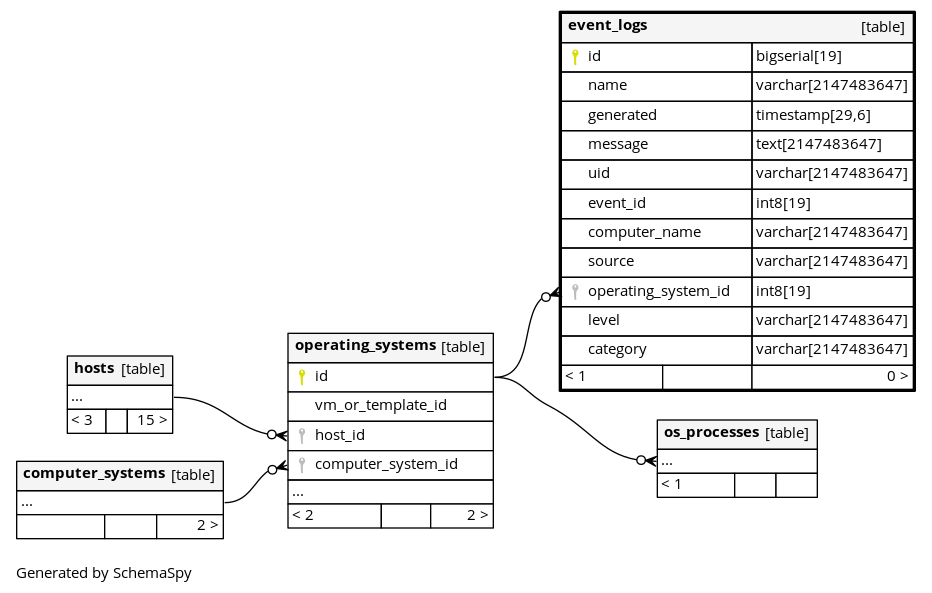 event_logs [table]
id bigserial[19]
name varchar[2147483647]
generated timestamp[29,6]
message text[2147483647]
uid varchar[2147483647]
event_id int8[19]
computer_name varchar[2147483647]
source varchar[2147483647]
operating_system_id int8[19]
level varchar[2147483647]
category varchar[2147483647]
< 1 0 >
operating_systems [table]
id
vm_or_template_id
host_id
computer_system_id
...
< 2 2 >
hosts [table]
...
< 3 15 >
computer_systems [table]
...
2 >
os_processes [table]
...
< 1
Generated by SchemaSpy